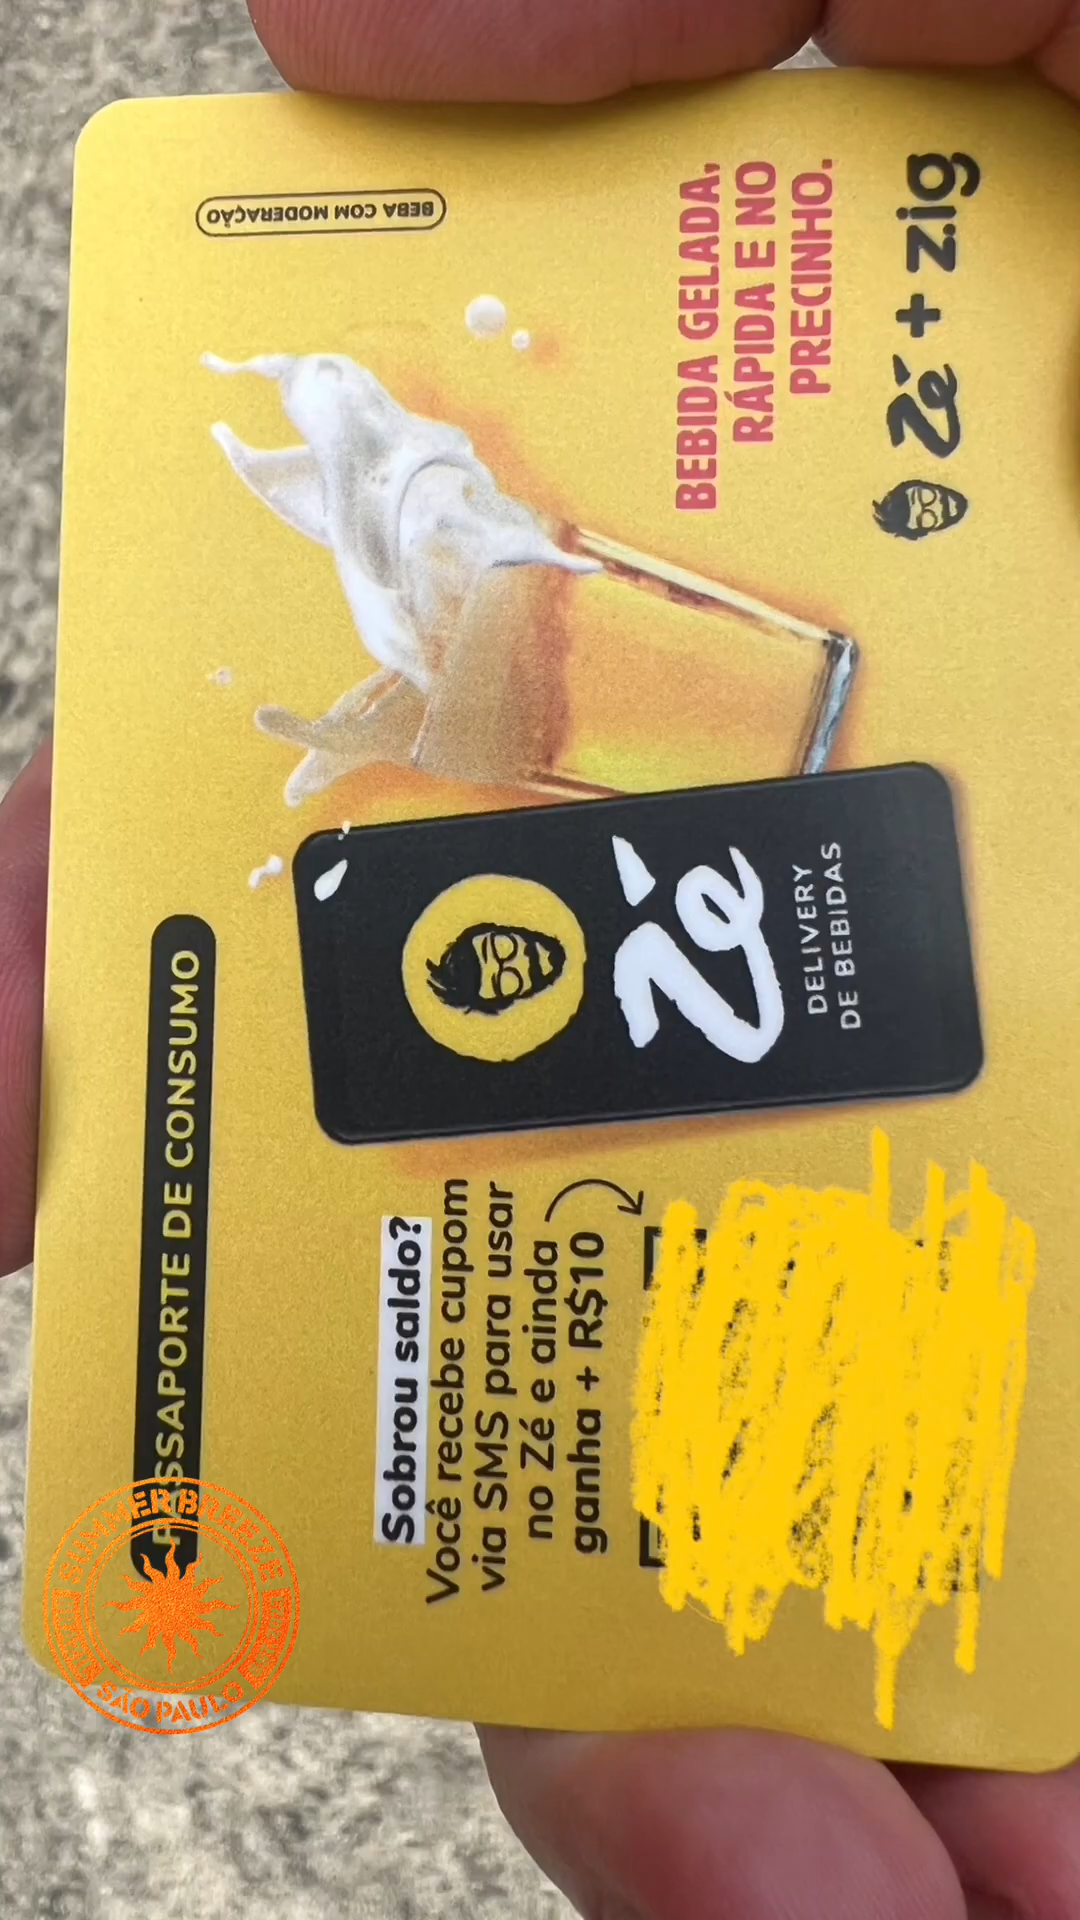 PASSAPORTE DE CONSUMO
BEBA COM MODERAÇÃO
Sobrou saldo?
Você recebe cupom
via SMS para usar
no Zé e ainda
ganha + R$10
Zé
DELIVERY
DE BEBIDAS
BEBIDA GELADA,
RÁPIDA E NO
PRECINHO.
Zé + z.ig
SUMMER BREEZE
SÃO PAULO